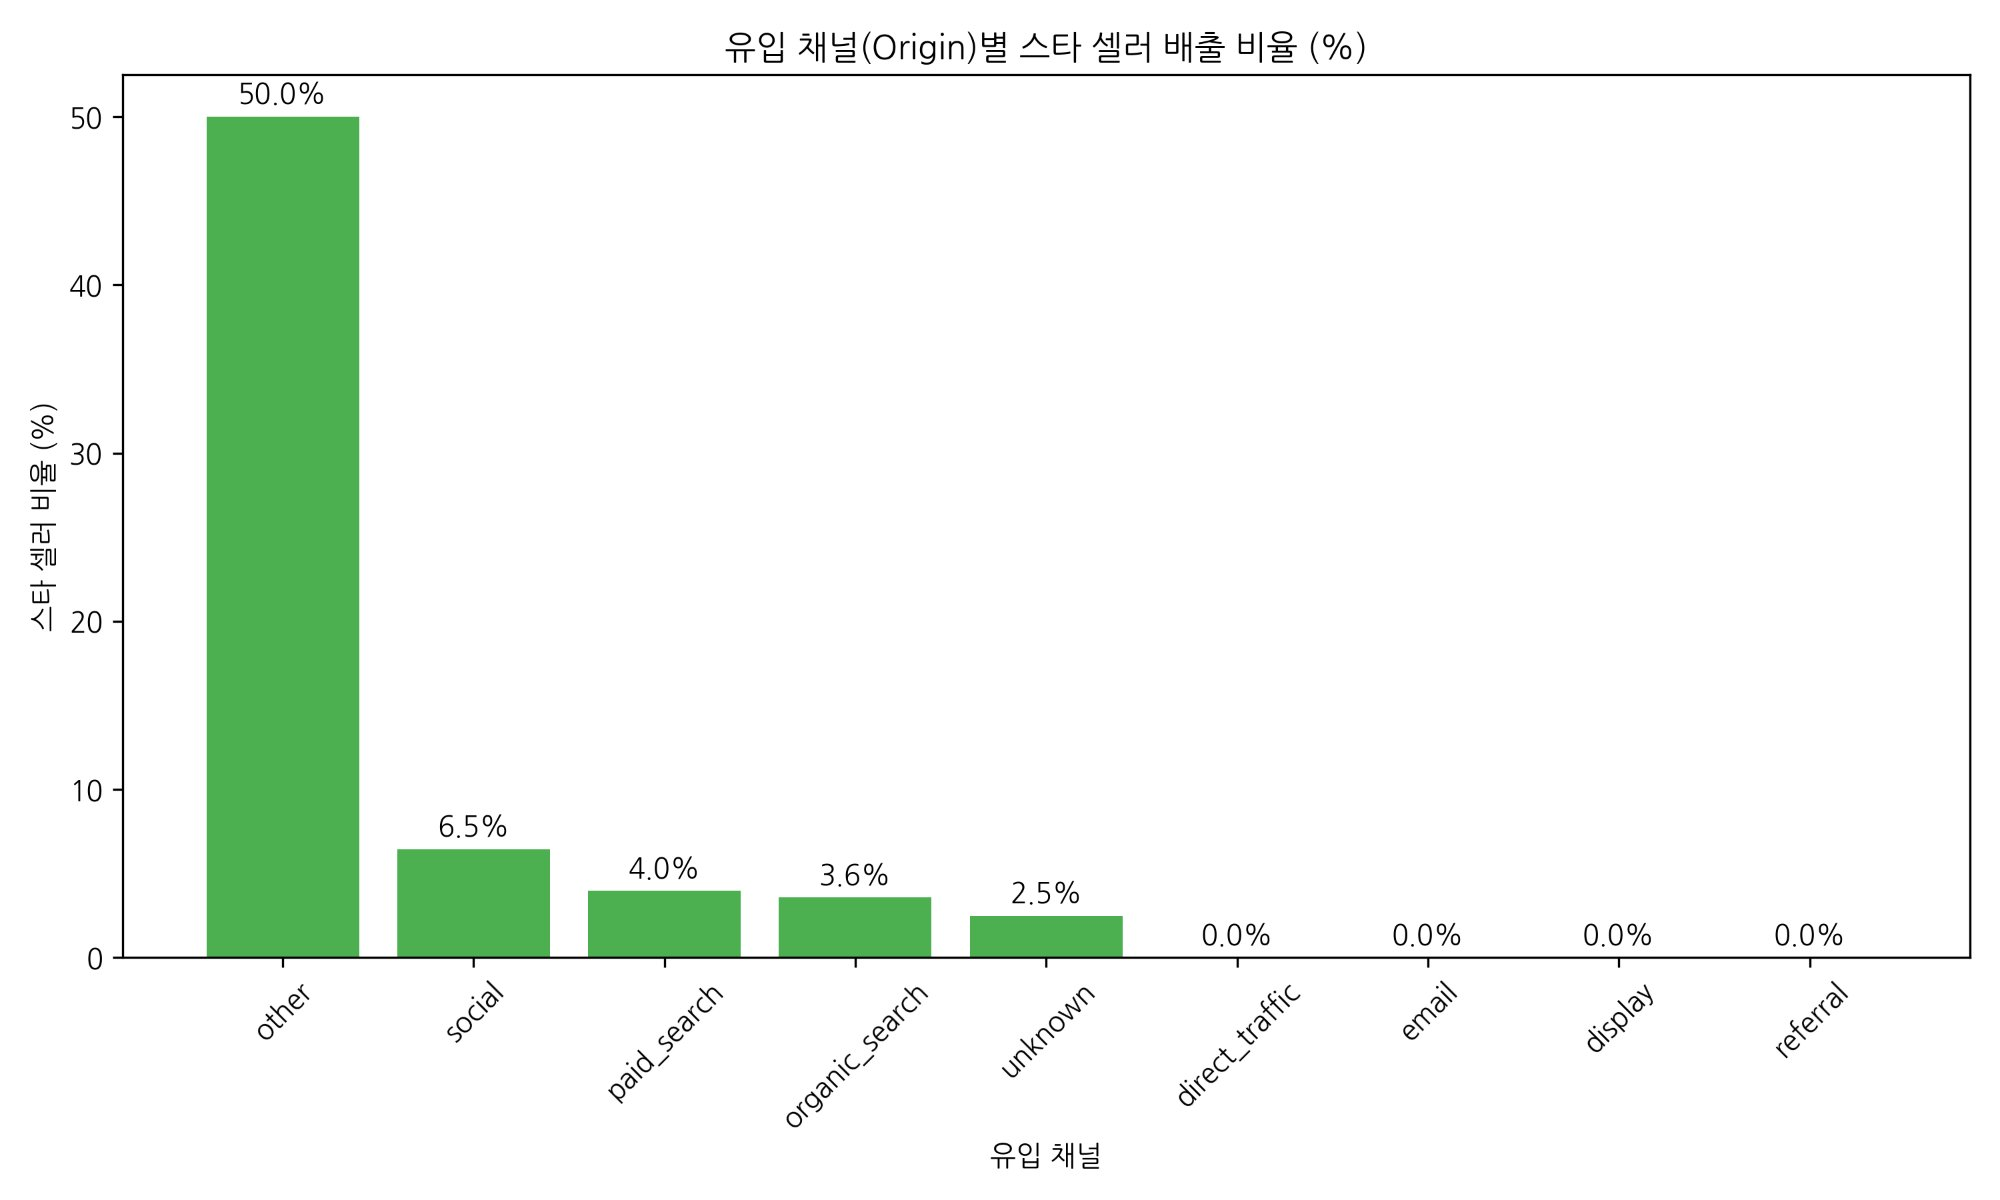 유입 채널(Origin)별 스타 셀러 배출 비율 (%)
스타 셀러 비율 (%)
50
40
30
20
10
0
50.0%
6.5%
4.0%
3.6%
2.5%
0.0%
0.0%
0.0%
0.0%
other
social
paid_search
organic_search
unknown
direct_traffic
email
display
referral
유입 채널